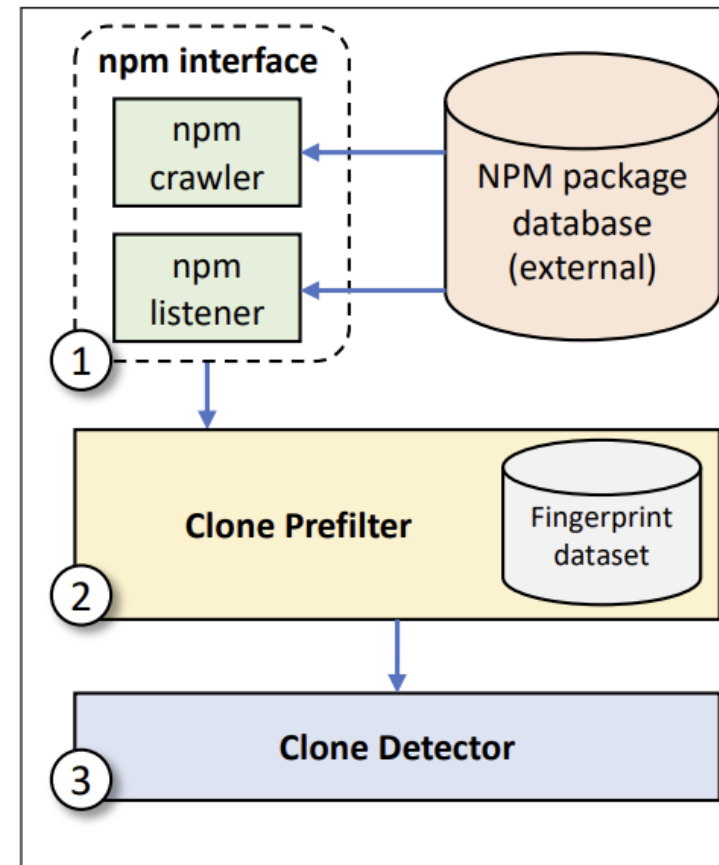 npm interface
npm
crawler
npm
listener
NPM package
database
(external)
1
Clone Prefilter
Fingerprint
dataset
2
Clone Detector
3